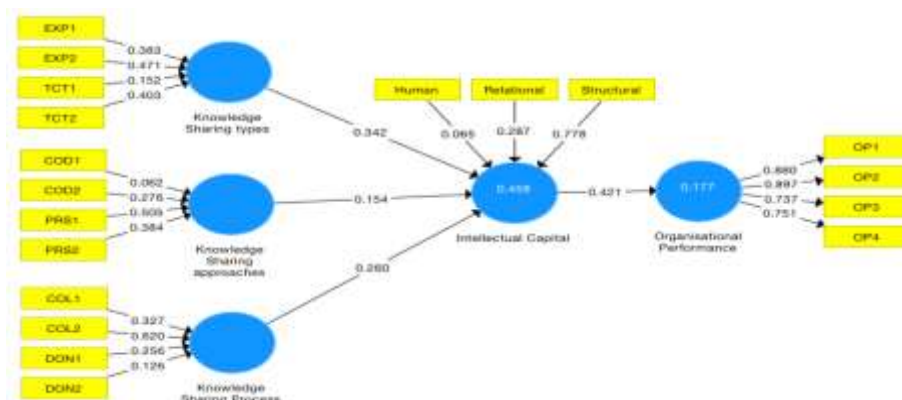 EXP1
EXP2
TCT1
TCT2
0.363
0.471
0.152
0.403
Knowledge
Sharing types
COD1
COD2
PRS1
PRS2
0.062
0.276
0.509
0.384
Knowledge
Sharing
approaches
COL1
COL2
DON1
DON2
0.327
0.620
0.256
0.126
Knowledge
Sharing Process
0.342
0.154
0.260
Human
Relational
Structural
0.065
0.287
0.778
0.459
Intellectual Capital
0.421
0.177
Organisational
Performance
0.880
0.897
0.737
0.751
OP1
OP2
OP3
OP4